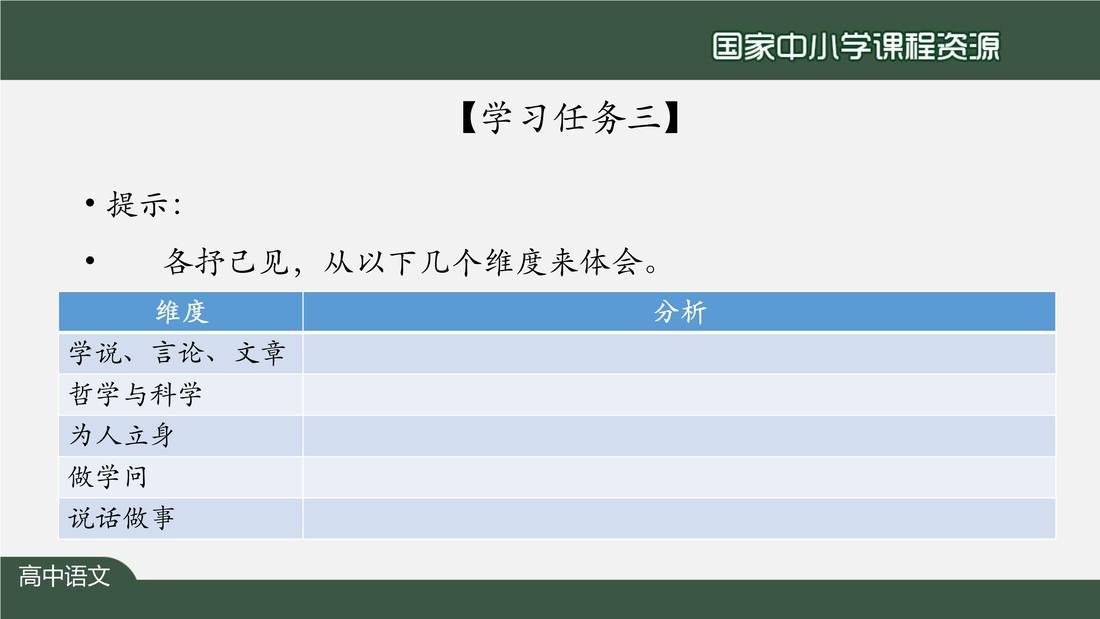 国家中小学课程资源
【学习任务三】
• 提示：
• 各抒己见，从以下几个维度来体会。
维度 分析
学说、言论、文章
哲学与科学
为人立身
做学问
说话做事
高中语文